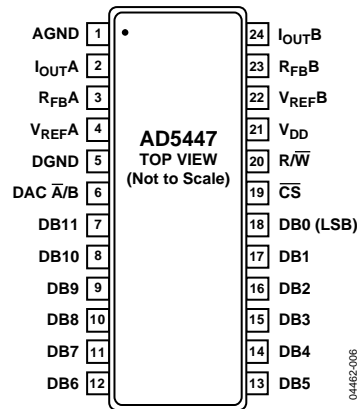 AGND 1 24 IOUTB
IOUTA 2 23 RFBB
RFBA 3 22 VREFB
VREFA 4 21 VDD
AD5447
TOP VIEW
(Not to Scale)
DGND 5 20 R/W̅
DAC A̅/B 6 19 C̅S̅
DB11 7 18 DB0 (LSB)
DB10 8 17 DB1
DB9 9 16 DB2
DB8 10 15 DB3
DB7 11 14 DB4
DB6 12 13 DB5
04462-006